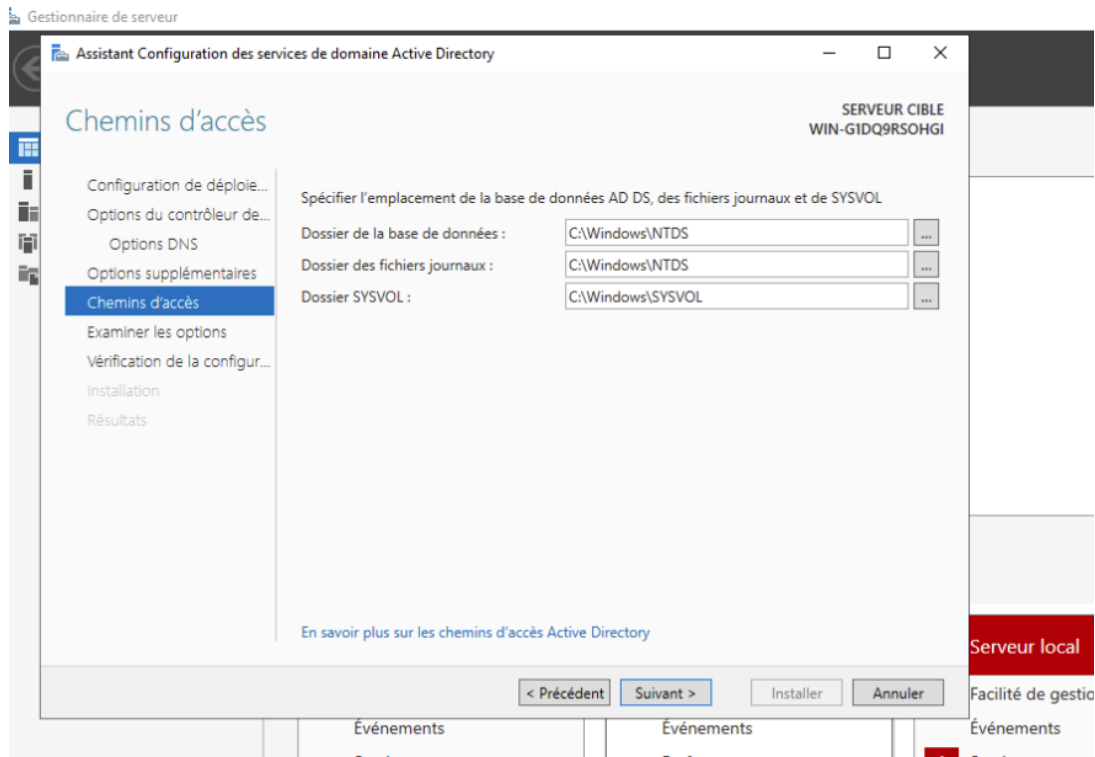 Gestionnaire de serveur
Assistant Configuration des services de domaine Active Directory
Chemins d'accès
SERVEUR CIBLE
WIN-G1DQ9RSOHGI
Configuration de déploie...
Options du contrôleur de...
Options DNS
Options supplémentaires
Chemins d'accès
Examiner les options
Vérification de la configur...
Installation
Résultats
Spécifier l'emplacement de la base de données AD DS, des fichiers journaux et de SYSVOL
Dossier de la base de données : C:\Windows\NTDS ...
Dossier des fichiers journaux : C:\Windows\NTDS ...
Dossier SYSVOL : C:\Windows\SYSVOL ...
En savoir plus sur les chemins d'accès Active Directory
< Précédent Suivant > Installer Annuler
Serveur local
Facilité de gestio
Événements Événements Événements